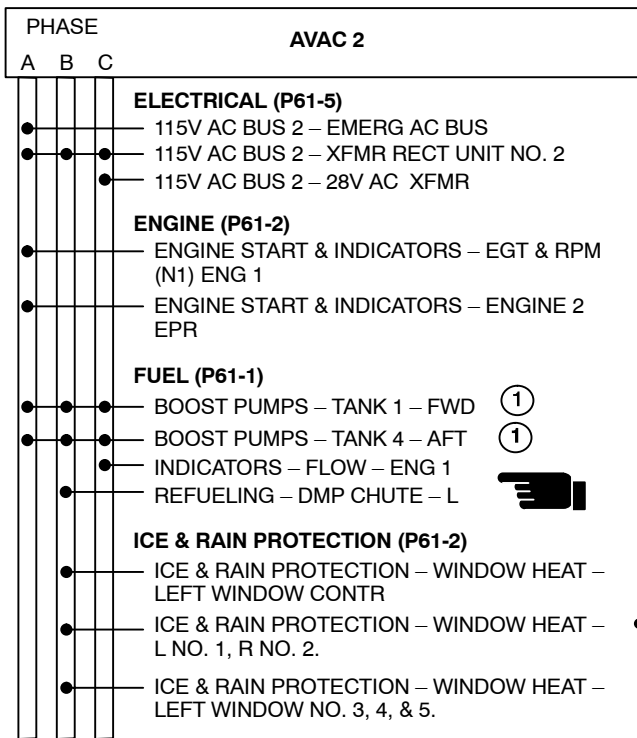 PHASE
AVAC 2
A B C
ELECTRICAL (P61-5)
115V AC BUS 2 – EMERG AC BUS
115V AC BUS 2 – XFMR RECT UNIT NO. 2
115V AC BUS 2 – 28V AC XFMR
ENGINE (P61-2)
ENGINE START & INDICATORS – EGT & RPM
(N1) ENG 1
ENGINE START & INDICATORS – ENGINE 2
EPR
FUEL (P61-1)
BOOST PUMPS – TANK 1 – FWD 1
BOOST PUMPS – TANK 4 – AFT 1
INDICATORS – FLOW – ENG 1
REFUELING – DMP CHUTE – L
ICE & RAIN PROTECTION (P61-2)
ICE & RAIN PROTECTION – WINDOW HEAT –
LEFT WINDOW CONTR
ICE & RAIN PROTECTION – WINDOW HEAT –
L NO. 1, R NO. 2.
ICE & RAIN PROTECTION – WINDOW HEAT –
LEFT WINDOW NO. 3, 4, & 5.